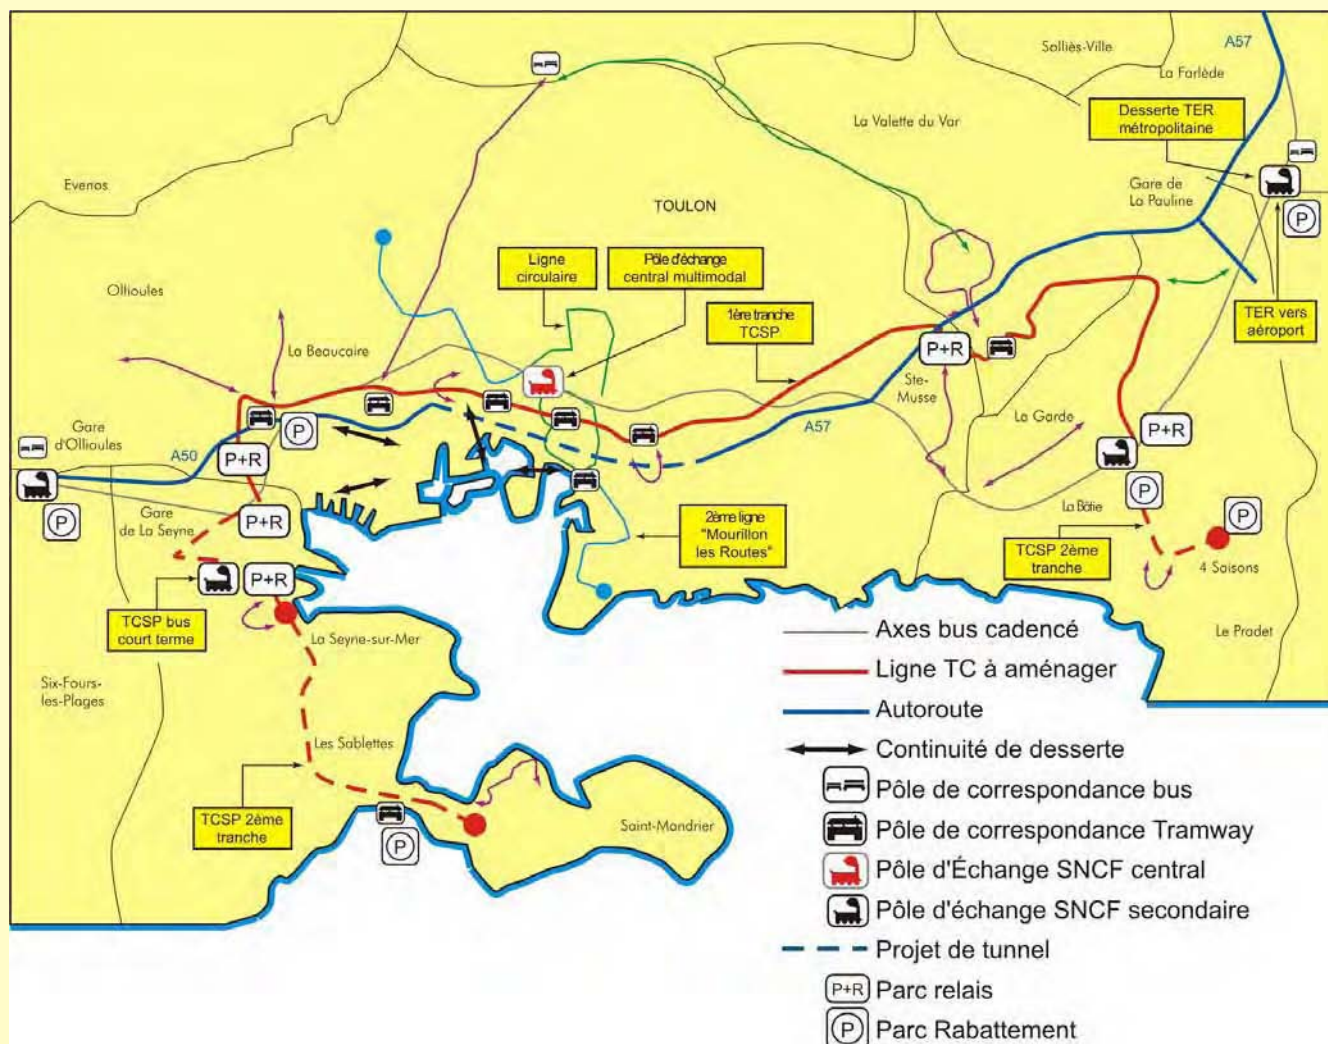 A57
Solliès-Ville
La Farlède
Desserte TER
métropolitaine
La Valette du Var
Evenos
Gare de
La Pauline
P
TOULON
Ligne
circulaire
Pôle d'échange
central multimodal
Ollioules
1ère tranche
TCSP
TER vers
aéroport
La Beaucaire
P+R
Ste-
Musse
La Garde
Gare
d'Ollioules
A50
P
P+R
A57
P+R
P
Gare
de La Seyne
P+R
2ème ligne
"Mourillon
les Routes"
La Bâtie
P
P
TCSP 2ème
tranche
4 Saisons
P+R
TCSP bus
court terme
La Seyne-sur-Mer
Le Pradet
Six-Fours-
les-Plages
Les Sablettes
TCSP 2ème
tranche
P
Saint-Mandrier
Axes bus cadencé
Ligne TC à aménager
Autoroute
Continuité de desserte
Pôle de correspondance bus
Pôle de correspondance Tramway
Pôle d'Échange SNCF central
Pôle d'échange SNCF secondaire
Projet de tunnel
P+R Parc relais
P Parc Rabattement